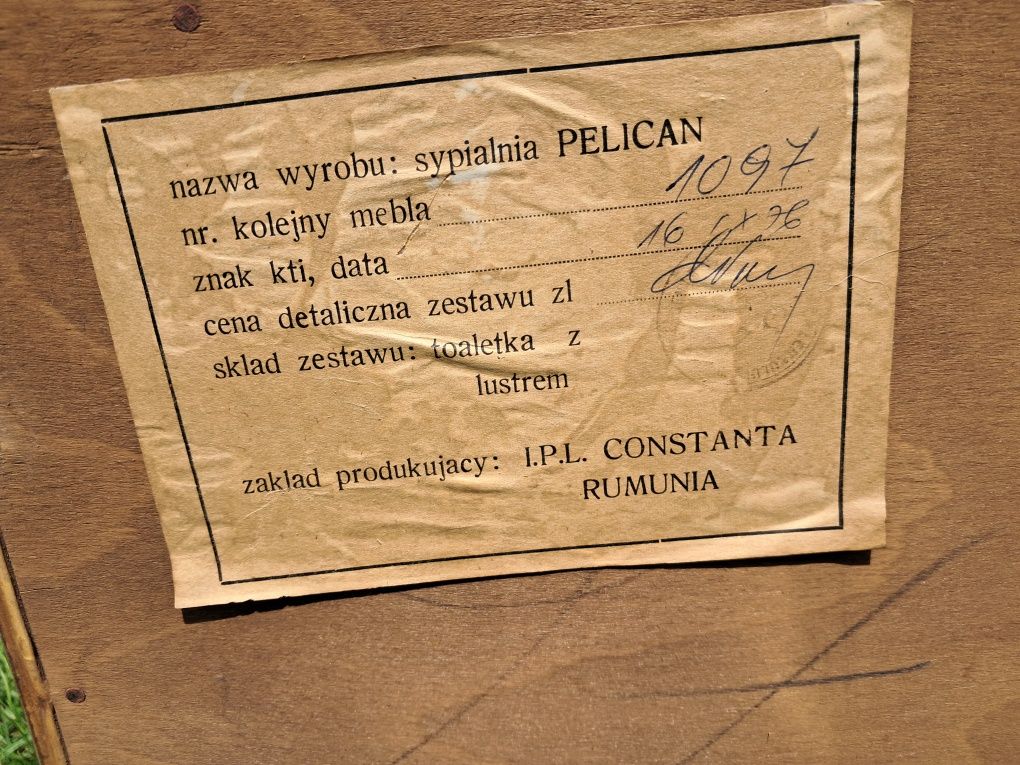 nazwa wyrobu: sypialnia PELICAN
nr. kolejny mebla 1097
znak kti, data 16 IX 76
cena detaliczna zestawu zl
sklad zestawu: toaletka z
lustrem
zaklad produkujacy: I.P.L. CONSTANTA
RUMUNIA